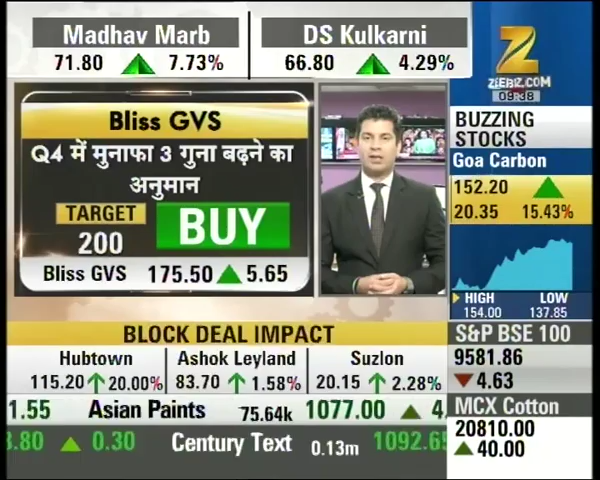 Madhav Marb
71.80 7.73%
DS Kulkarni
66.80 4.29%
Z
ZEEBIZ.COM
09:38
Bliss GVS
Q4 में मुनाफा 3 गुना बढ़ने का
अनुमान
TARGET
200
BUY
Bliss GVS 175.50 5.65
BUZZING
STOCKS
Goa Carbon
152.20
20.35 15.43%
HIGH LOW
154.00 137.85
BLOCK DEAL IMPACT
Hubtown
115.20 20.00%
Ashok Leyland
83.70 1.58%
Suzlon
20.15 2.28%
S&P BSE 100
9581.86
4.63
MCX Cotton
20810.00
40.00
1.55 Asian Paints 75.64k 1077.00 4.
3.80 0.30 Century Text 0.13m 1092.65